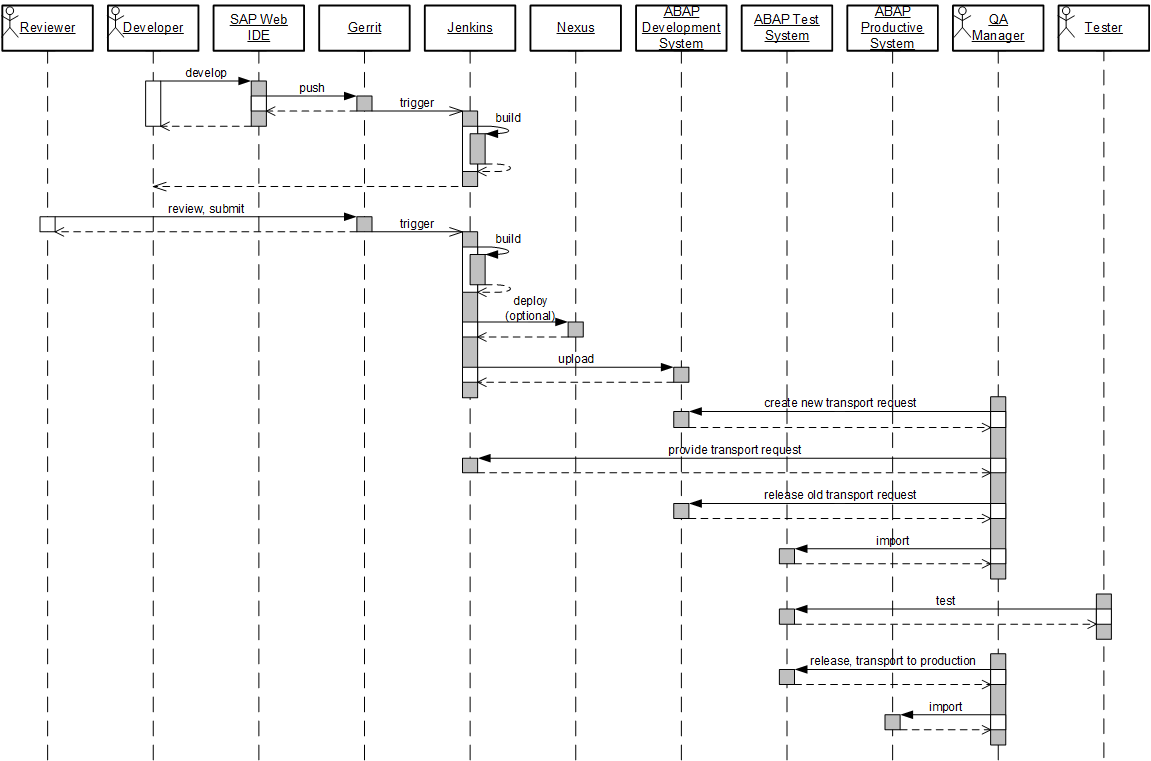 Reviewer
Developer
SAP Web
IDE
Gerrit
Jenkins
Nexus
ABAP
Development
System
ABAP Test
System
ABAP
Productive
System
QA
Manager
Tester
develop
push
trigger
build
review, submit
trigger
build
deploy
(optional)
upload
create new transport request
provide transport request
release old transport request
import
test
release, transport to production
import